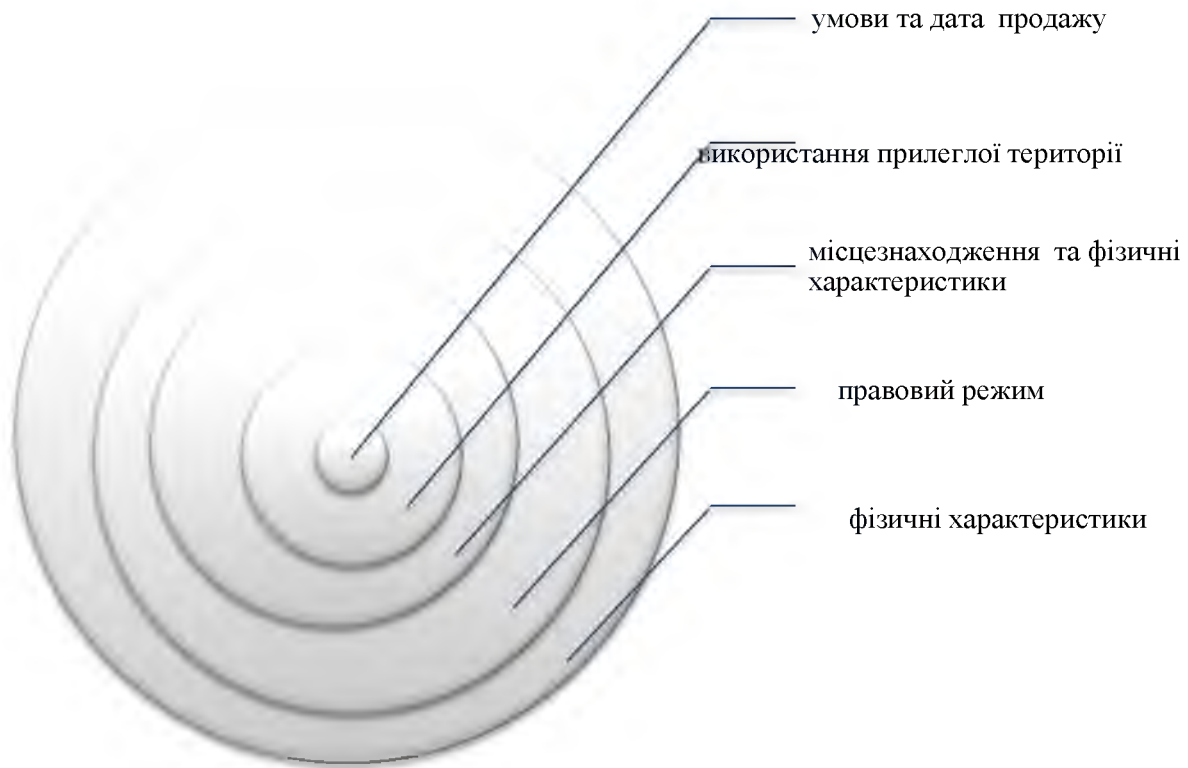 умови та дата продажу
використання прилеглої території
місцезнаходження та фізичні
характеристики
правовий режим
фізичні характеристики